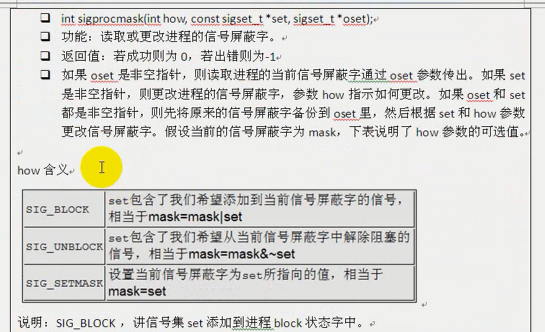 int sigprocmask(int how, const sigset_t *set, sigset_t *oset);
功能：读取或更改进程的信号屏蔽字。
返回值：若成功则为 0，若出错则为-1
如果 oset 是非空指针，则读取进程的当前信号屏蔽字通过 oset 参数传出。如果 set
是非空指针，则更改进程的信号屏蔽字，参数 how 指示如何更改。如果 oset 和 set
都是非空指针，则先将原来的信号屏蔽字备份到 oset 里，然后根据 set 和 how 参数
更改信号屏蔽字。假设当前的信号屏蔽字为 mask，下表说明了 how 参数的可选值。
how 含义
SIG_BLOCK set包含了我们希望添加到当前信号屏蔽字的信号，
相当于mask=mask|set
SIG_UNBLOCK set包含了我们希望从当前信号屏蔽字中解除阻塞的
信号，相当于mask=mask&~set
SIG_SETMASK 设置当前信号屏蔽字为set所指向的值，相当于
mask=set
说明：SIG_BLOCK ，讲信号集 set 添加到进程 block 状态字中。